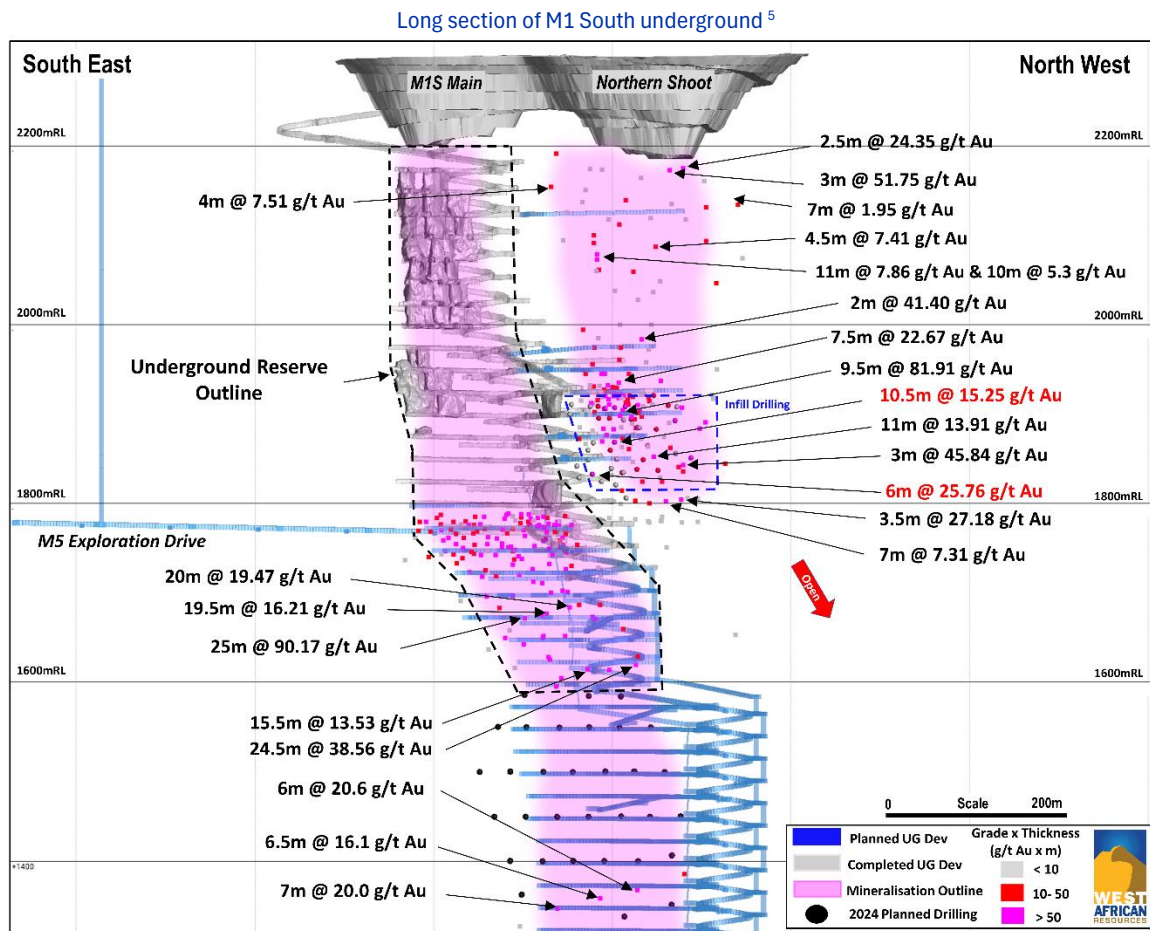 Long section of M1 South underground 5
South East
M1S Main
Northern Shoot
North West
2200mRL
2200mRL
2.5m @ 24.35 g/t Au
3m @ 51.75 g/t Au
4m @ 7.51 g/t Au
7m @ 1.95 g/t Au
4.5m @ 7.41 g/t Au
11m @ 7.86 g/t Au & 10m @ 5.3 g/t Au
2m @ 41.40 g/t Au
2000mRL
2000mRL
7.5m @ 22.67 g/t Au
Underground Reserve
Outline
9.5m @ 81.91 g/t Au
10.5m @ 15.25 g/t Au
Infill Drilling
11m @ 13.91 g/t Au
3m @ 45.84 g/t Au
6m @ 25.76 g/t Au
1800mRL
1800mRL
3.5m @ 27.18 g/t Au
M5 Exploration Drive
7m @ 7.31 g/t Au
20m @ 19.47 g/t Au
Open
19.5m @ 16.21 g/t Au
25m @ 90.17 g/t Au
1600mRL
1600mRL
15.5m @ 13.53 g/t Au
24.5m @ 38.56 g/t Au
6m @ 20.6 g/t Au
0 Scale 200m
6.5m @ 16.1 g/t Au
+1400
7m @ 20.0 g/t Au
Planned UG Dev
Completed UG Dev
Mineralisation Outline
2024 Planned Drilling
Grade x Thickness
(g/t Au x m)
< 10
10- 50
> 50
WEST
AFRICAN
RESOURCES